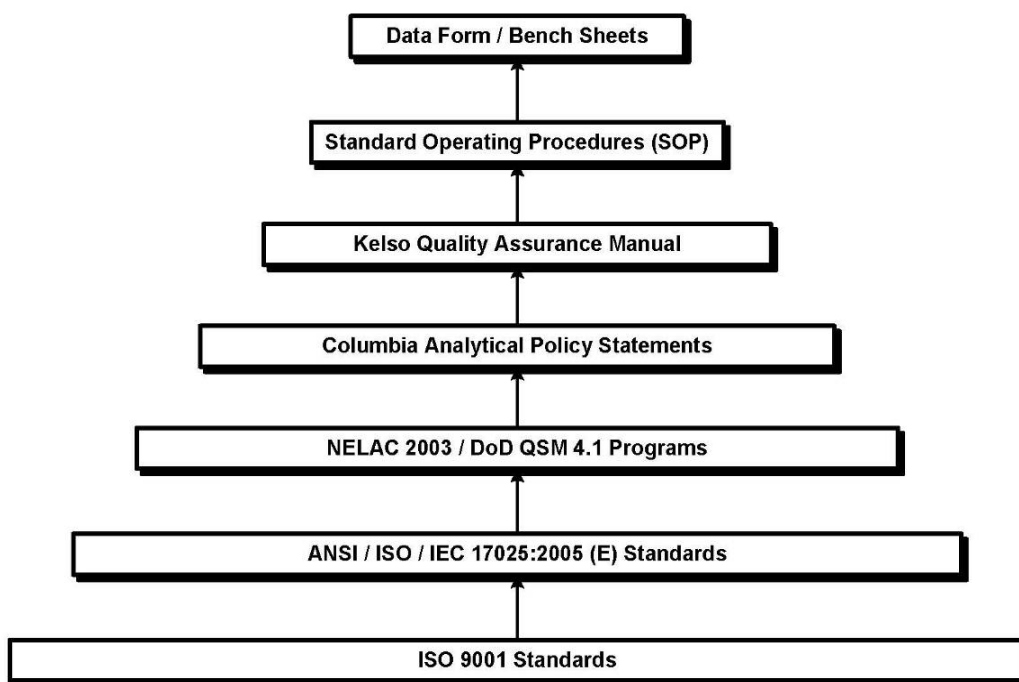 Data Form / Bench Sheets
Standard Operating Procedures (SOP)
Kelso Quality Assurance Manual
Columbia Analytical Policy Statements
NELAC 2003 / DoD QSM 4.1 Programs
ANSI / ISO / IEC 17025:2005 (E) Standards
ISO 9001 Standards